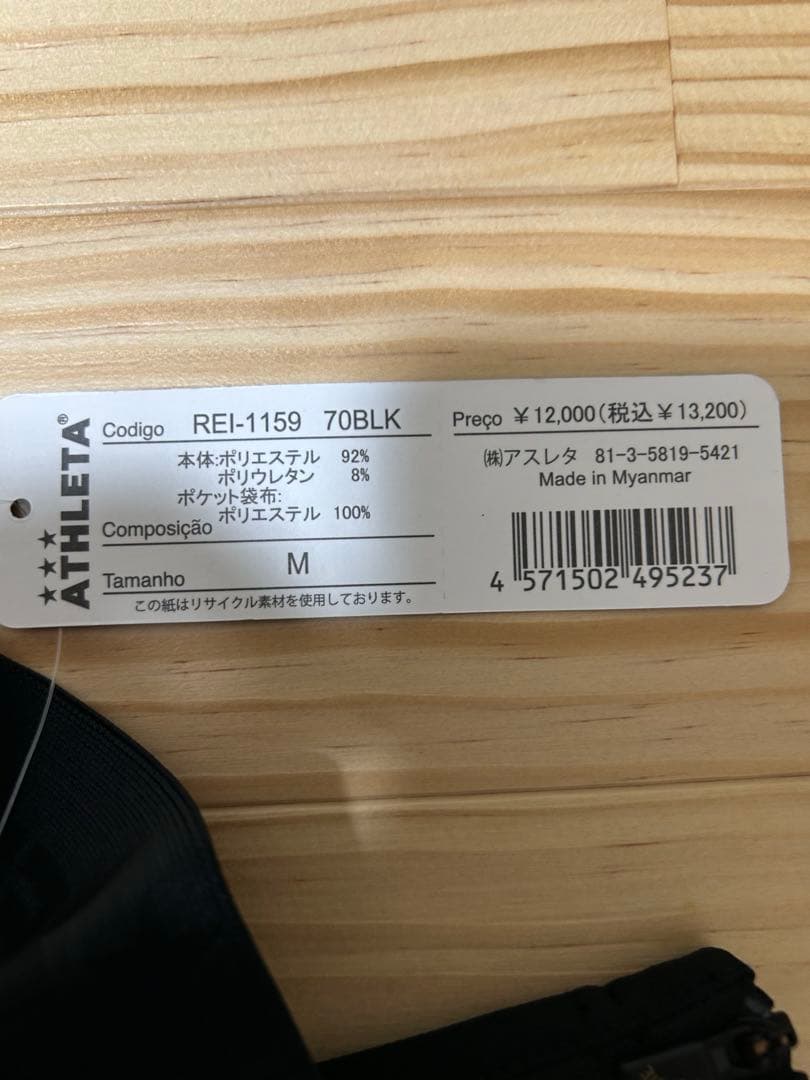 ATHLETA®
Codigo REI-1159 70BLK
本体:ポリエステル 92%
ポリウレタン 8%
ポケット袋布:
ポリエステル 100%
Composição
Tamanho M
この紙はリサイクル素材を使用しております。
Preço ￥12,000(税込￥13,200)
㈱アスレタ 81-3-5819-5421
Made in Myanmar
4 571502 495237